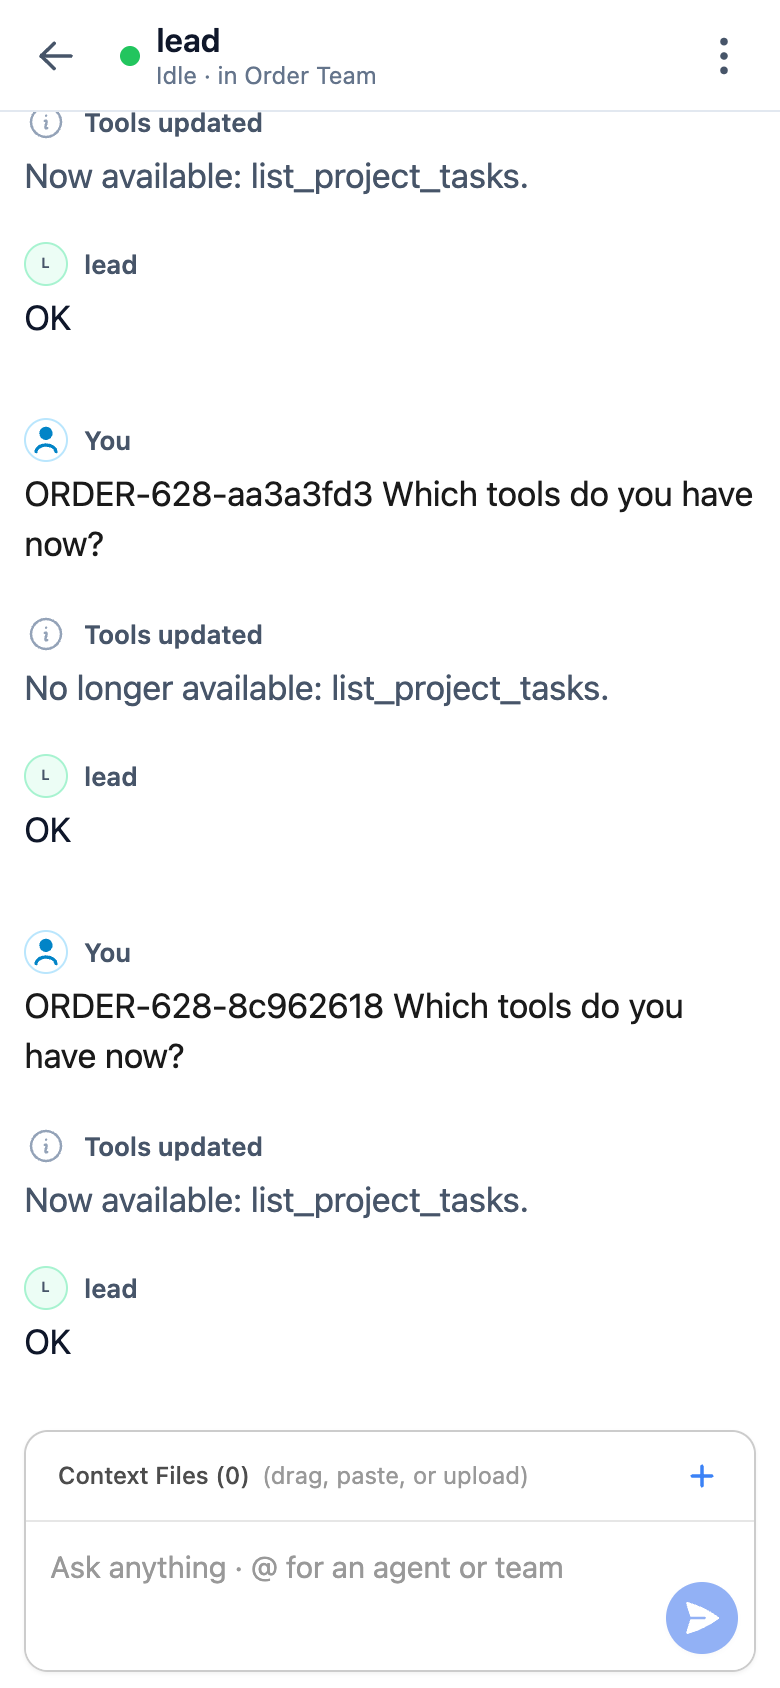 lead
Idle · in Order Team
Tools updated
Now available: list_project_tasks.
L lead
OK
You
ORDER-628-aa3a3fd3 Which tools do you have
now?
Tools updated
No longer available: list_project_tasks.
L lead
OK
You
ORDER-628-8c962618 Which tools do you
have now?
Tools updated
Now available: list_project_tasks.
L lead
OK
Context Files (0) (drag, paste, or upload)
Ask anything · @ for an agent or team